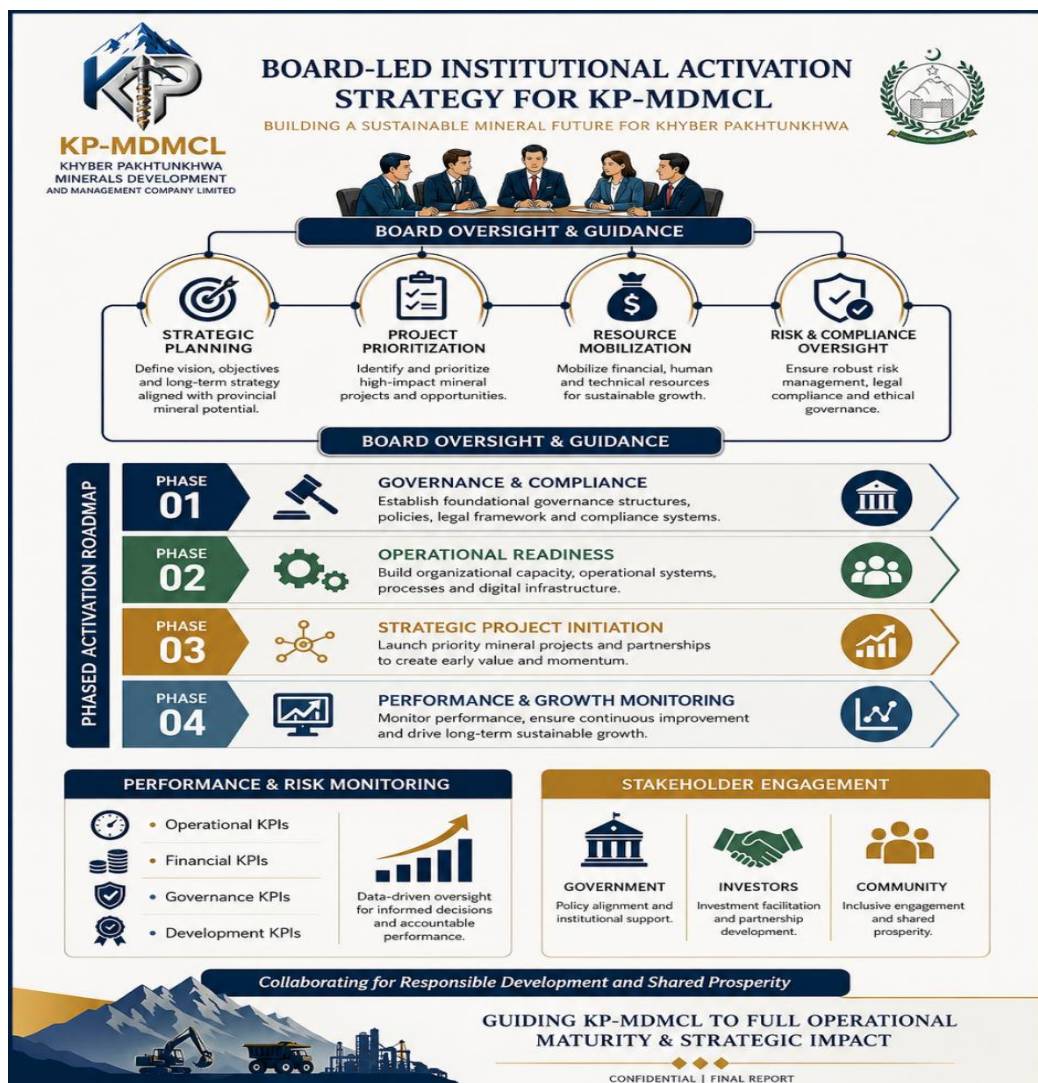 KP
KP-MDMCL
KHYBER PAKHTUNKHWA
MINERALS DEVELOPMENT
AND MANAGEMENT COMPANY LIMITED
BOARD-LED INSTITUTIONAL ACTIVATION
STRATEGY FOR KP-MDMCL
BUILDING A SUSTAINABLE MINERAL FUTURE FOR KHYBER PAKHTUNKHWA
BOARD OVERSIGHT & GUIDANCE
STRATEGIC
PLANNING
Define vision, objectives
and long-term strategy
aligned with provincial
mineral potential.
PROJECT
PRIORITIZATION
Identify and prioritize
high-impact mineral
projects and opportunities.
$
RESOURCE
MOBILIZATION
Mobilize financial, human
and technical resources
for sustainable growth.
RISK & COMPLIANCE
OVERSIGHT
Ensure robust risk
management, legal
compliance and ethical
governance.
BOARD OVERSIGHT & GUIDANCE
PHASED ACTIVATION ROADMAP
PHASE
01
GOVERNANCE & COMPLIANCE
Establish foundational governance structures,
policies, legal framework and compliance systems.
PHASE
02
OPERATIONAL READINESS
Build organizational capacity, operational systems,
processes and digital infrastructure.
PHASE
03
STRATEGIC PROJECT INITIATION
Launch priority mineral projects and partnerships
to create early value and momentum.
PHASE
04
PERFORMANCE & GROWTH MONITORING
Monitor performance, ensure continuous improvement
and drive long-term sustainable growth.
PERFORMANCE & RISK MONITORING
• Operational KPIs
• Financial KPIs
• Governance KPIs
• Development KPIs
Data-driven oversight
for informed decisions
and accountable
performance.
STAKEHOLDER ENGAGEMENT
GOVERNMENT
Policy alignment and
institutional support.
INVESTORS
Investment facilitation
and partnership
development.
COMMUNITY
Inclusive engagement
and shared
prosperity.
Collaborating for Responsible Development and Shared Prosperity
GUIDING KP-MDMCL TO FULL OPERATIONAL
MATURITY & STRATEGIC IMPACT
CONFIDENTIAL | FINAL REPORT